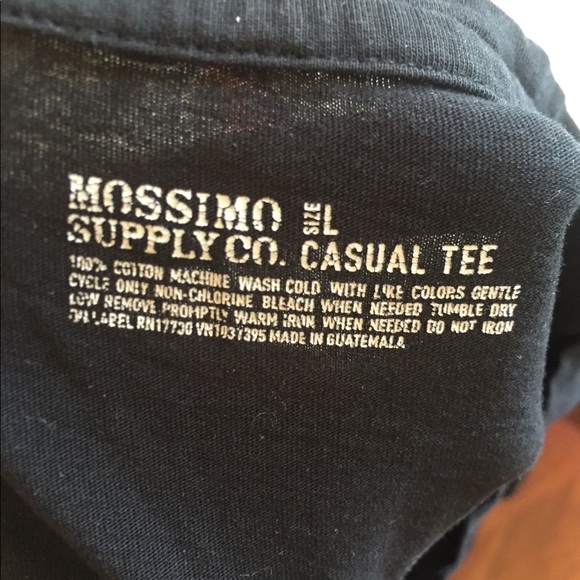 MOSSIMO
SUPPLY CO. SIZE L CASUAL TEE
100% COTTON MACHINE WASH COLD WITH LIKE COLORS GENTLE
CYCLE ONLY NON-CHLORINE BLEACH WHEN NEEDED TUMBLE DRY
LOW REMOVE PROMPTLY WARM IRON WHEN NEEDED DO NOT IRON
ON LABEL RN17730 VN1037395 MADE IN GUATEMALA